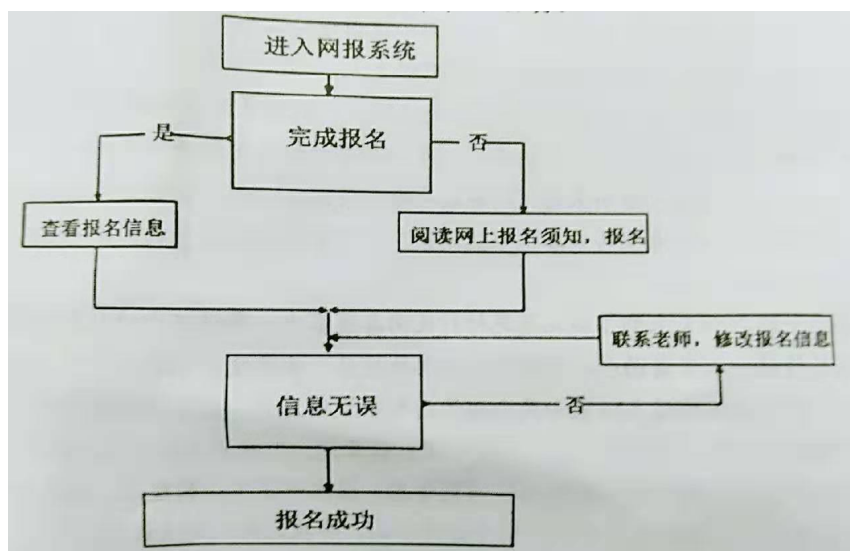 进入网报系统
完成报名
是
否
查看报名信息
阅读网上报名须知，报名
联系老师，修改报名信息
信息无误
否
报名成功